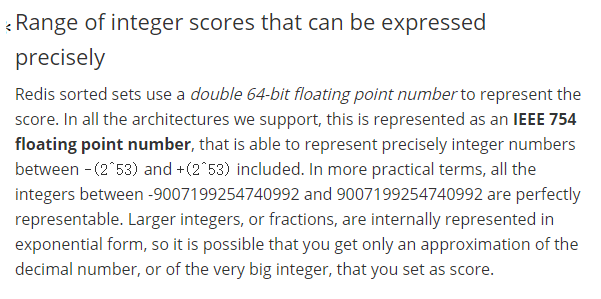 Range of integer scores that can be expressed
precisely
Redis sorted sets use a double 64-bit floating point number to represent the
score. In all the architectures we support, this is represented as an IEEE 754
floating point number, that is able to represent precisely integer numbers
between -(2^53) and +(2^53) included. In more practical terms, all the
integers between -9007199254740992 and 9007199254740992 are perfectly
representable. Larger integers, or fractions, are internally represented in
exponential form, so it is possible that you get only an approximation of the
decimal number, or of the very big integer, that you set as score.